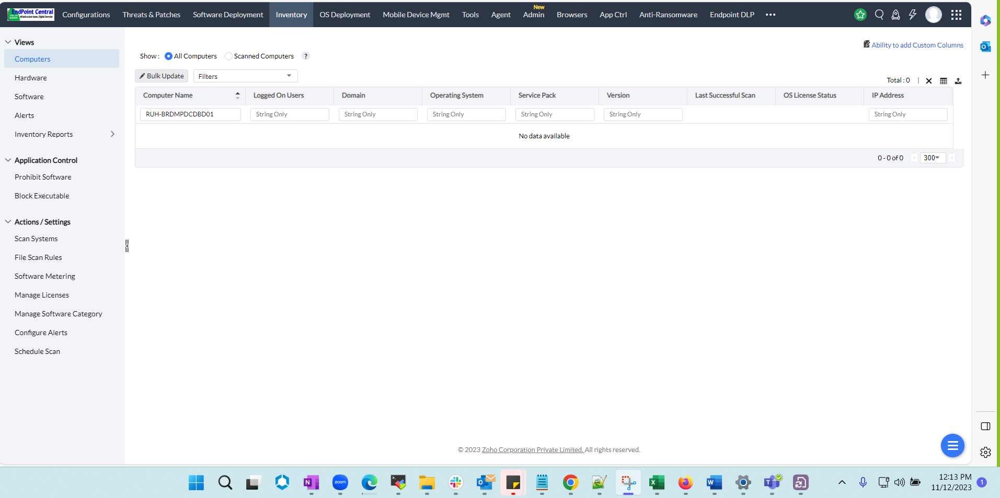 EndPoint Central
Infrastructure team, Digital Services
Configurations
Threats & Patches
Software Deployment
Inventory
OS Deployment
Mobile Device Mgmt
Tools
Agent
New
Admin
Browsers
App Ctrl
Anti-Ransomware
Endpoint DLP
Views
Computers
Hardware
Software
Alerts
Inventory Reports
Application Control
Prohibit Software
Block Executable
Actions / Settings
Scan Systems
File Scan Rules
Software Metering
Manage Licenses
Manage Software Category
Configure Alerts
Schedule Scan
Ability to add Custom Columns
Show : All Computers Scanned Computers ?
Bulk Update Filters
Total : 0
Computer Name Logged On Users Domain Operating System Service Pack Version Last Successful Scan OS License Status IP Address
RUH-BRDMPDCDBD01 String Only String Only String Only String Only String Only String Only
No data available
0 - 0 of 0 300
© 2023 Zoho Corporation Private Limited. All rights reserved.
zoom
12:13 PM
11/12/2023
1